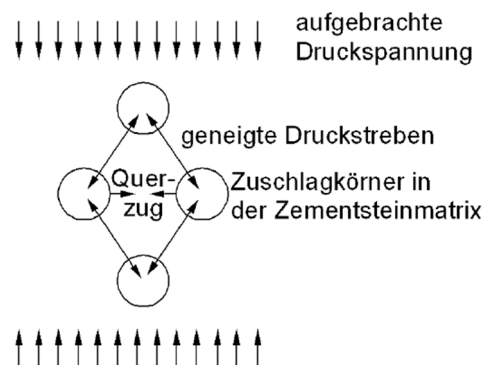 aufgebrachte
Druckspannung
geneigte Druckstreben
Quer-
zug
Zuschlagkörner in
der Zementsteinmatrix